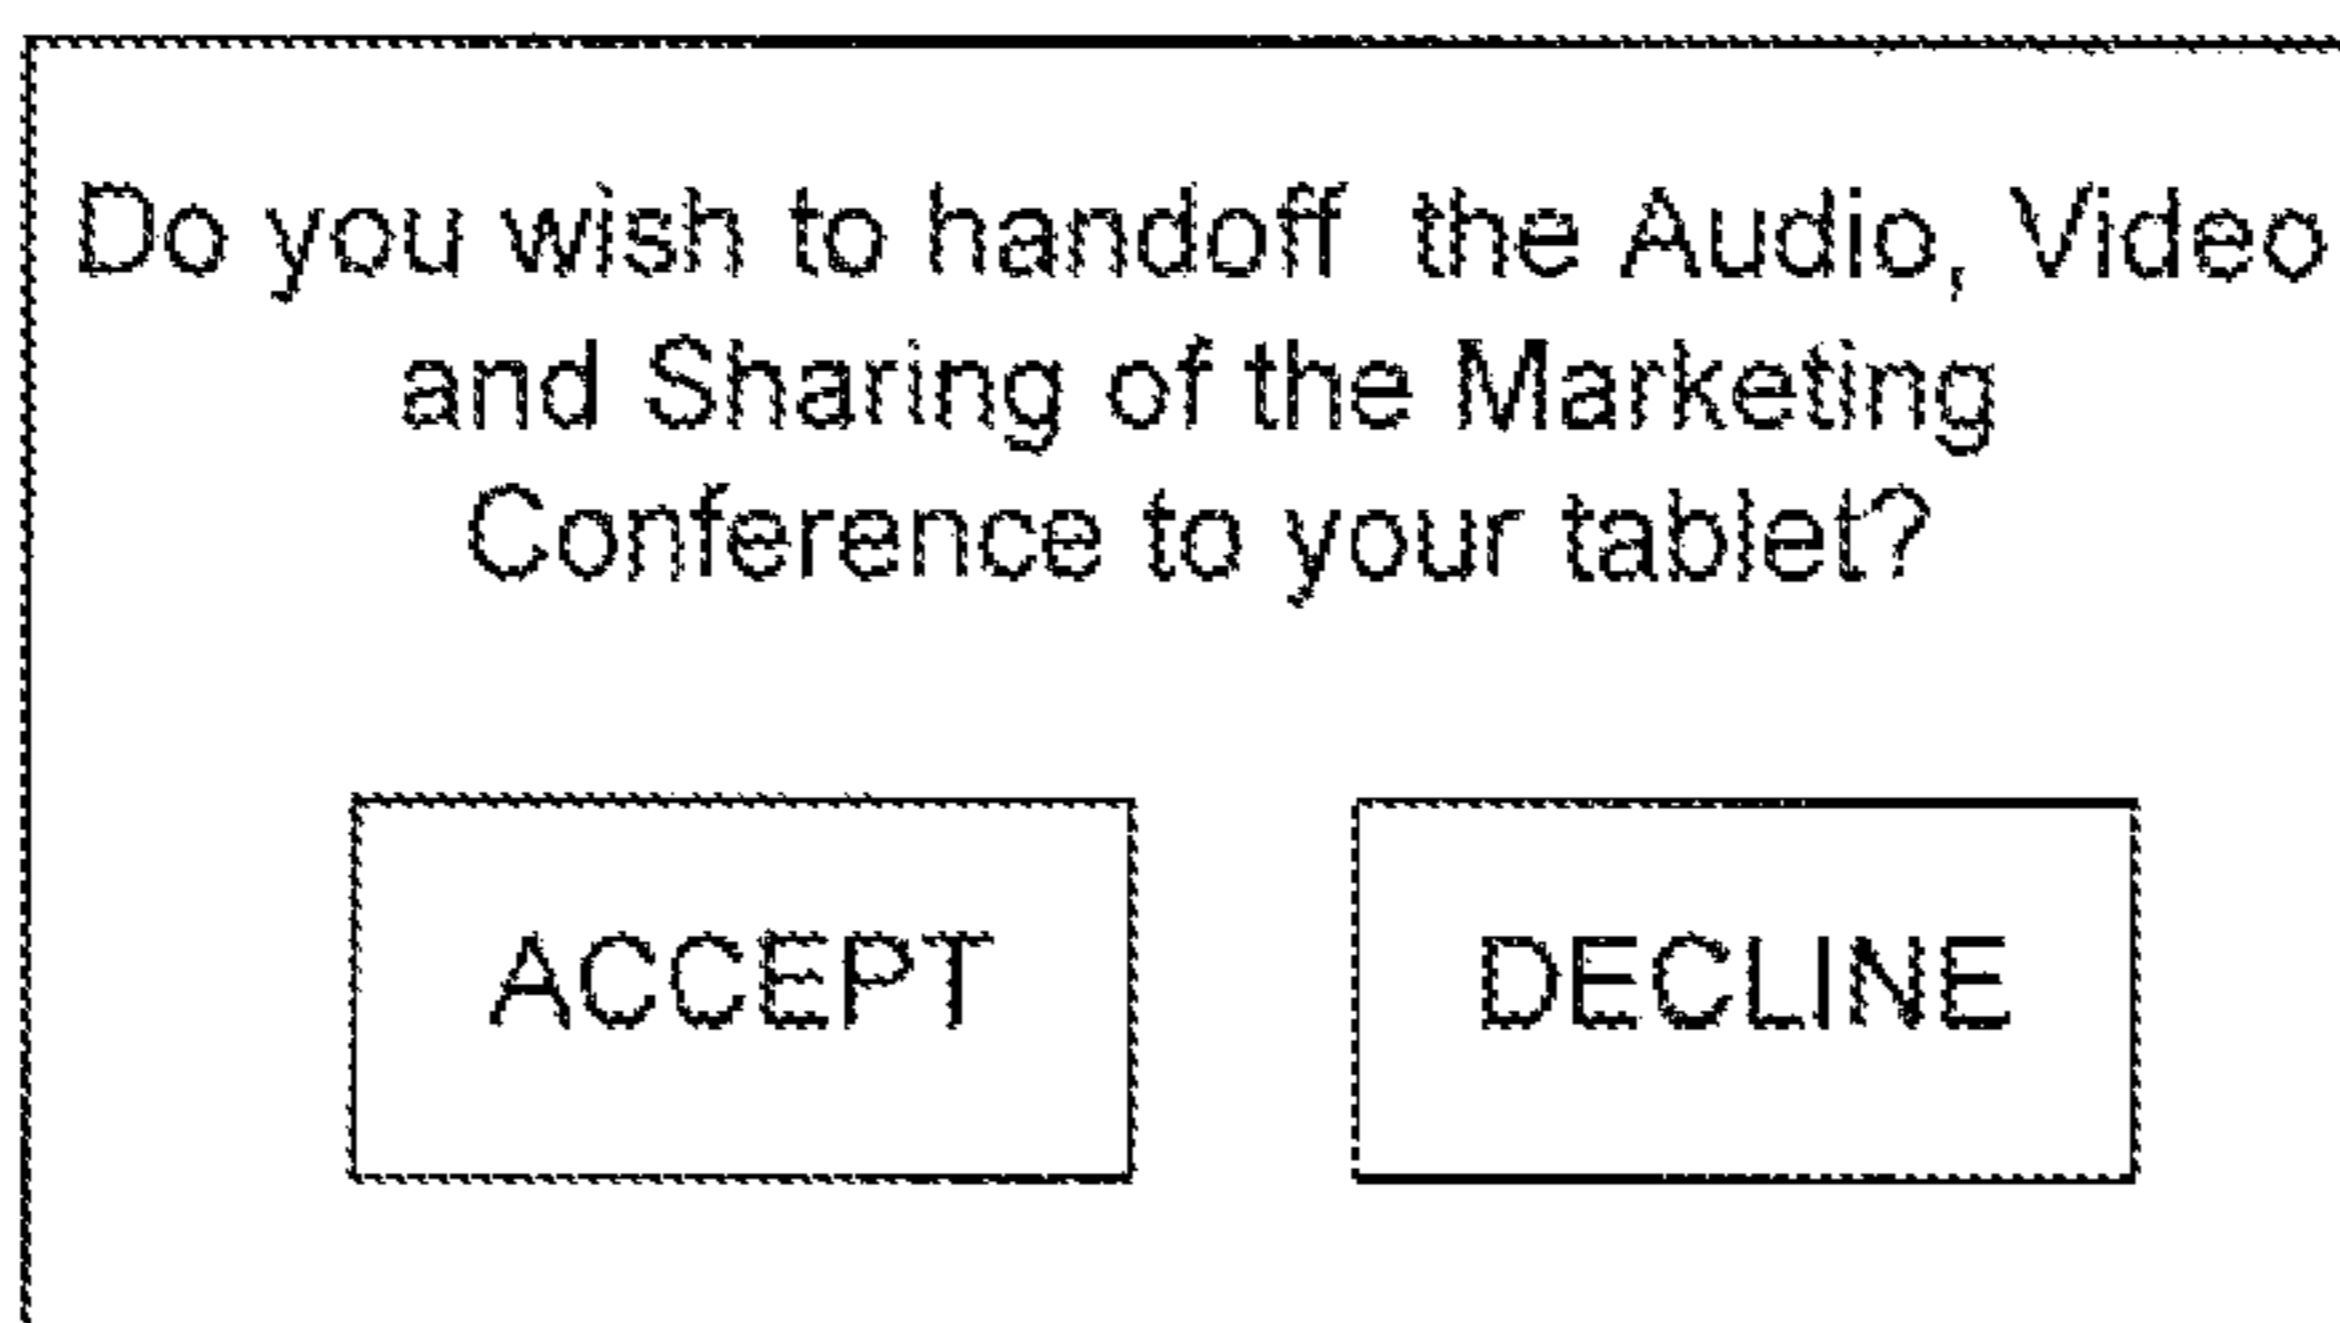 Do you wish to handoff the Audio, Video
and Sharing of the Marketing
Conference to your tablet?
ACCEPT
DECLINE